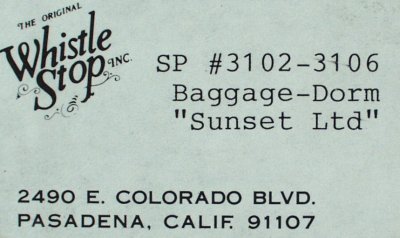 THE ORIGINAL
Whistle
Stop INC.
SP #3102-3106
Baggage-Dorm
"Sunset Ltd"
2490 E. COLORADO BLVD.
PASADENA, CALIF. 91107